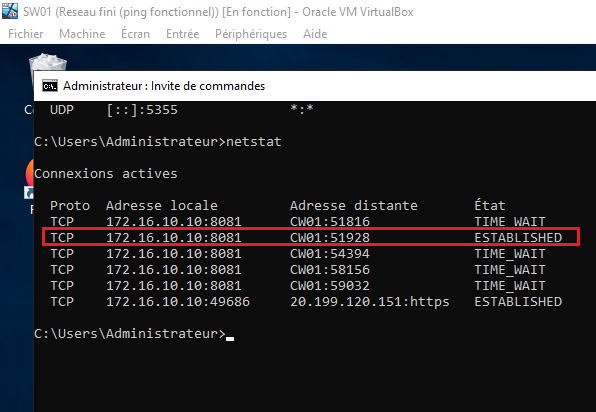 SW01 (Reseau fini (ping fonctionnel)) [En fonction] - Oracle VM VirtualBox
Fichier Machine Écran Entrée Périphériques Aide
Administrateur : Invite de commandes
UDP [::]:5355 *:*
C:\Users\Administrateur>netstat
Connexions actives
Proto Adresse locale Adresse distante État
TCP 172.16.10.10:8081 CW01:51816 TIME_WAIT
TCP 172.16.10.10:8081 CW01:51928 ESTABLISHED
TCP 172.16.10.10:8081 CW01:54394 TIME_WAIT
TCP 172.16.10.10:8081 CW01:58156 TIME_WAIT
TCP 172.16.10.10:8081 CW01:59032 TIME_WAIT
TCP 172.16.10.10:49686 20.199.120.151:https ESTABLISHED
C:\Users\Administrateur>